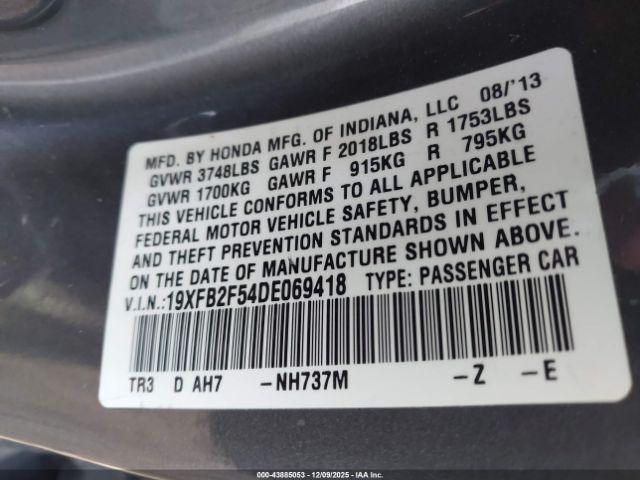 MFD. BY HONDA MFG. OF INDIANA, LLC 08/'13
GVWR 3748LBS GAWR F 2018LBS R 1753LBS
GVWR 1700KG GAWR F 915KG R 795KG
THIS VEHICLE CONFORMS TO ALL APPLICABLE
FEDERAL MOTOR VEHICLE SAFETY, BUMPER,
AND THEFT PREVENTION STANDARDS IN EFFECT
ON THE DATE OF MANUFACTURE SHOWN ABOVE.
V.I.N.:19XFB2F54DE069418 TYPE: PASSENGER CAR
TR3 D AH7 -NH737M -Z -E
000-43885053 - 12/09/2025 - IAAI Inc.